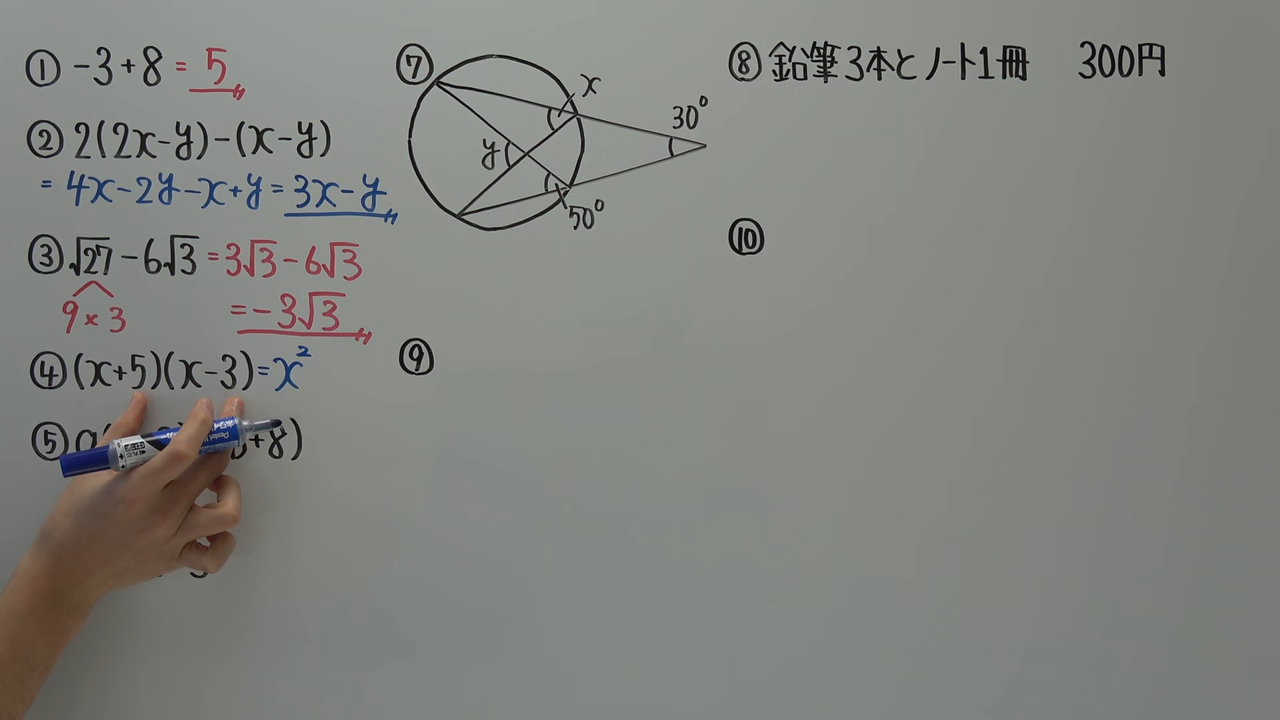 ① -3+8 = 5
② 2(2x-y)-(x-y)
= 4x-2y-x+y = 3x-y
③ √27 - 6√3 = 3√3 - 6√3
9×3
= -3√3
④ (x+5)(x-3) = x²
⑤ +8)
⑦
x
y
30°
50°
⑨
⑧ 鉛筆3本とノート1冊 300円
⑩